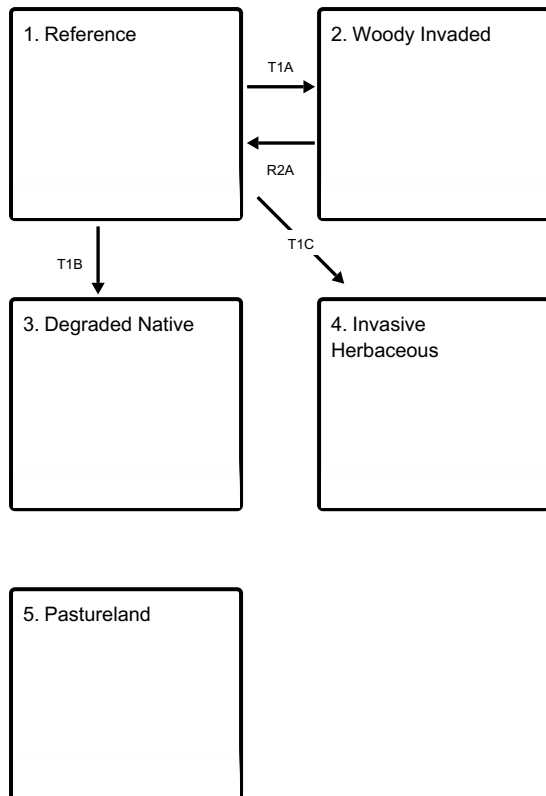 1. Reference
2. Woody Invaded
T1A
R2A
T1C
T1B
3. Degraded Native
4. Invasive
Herbaceous
5. Pastureland